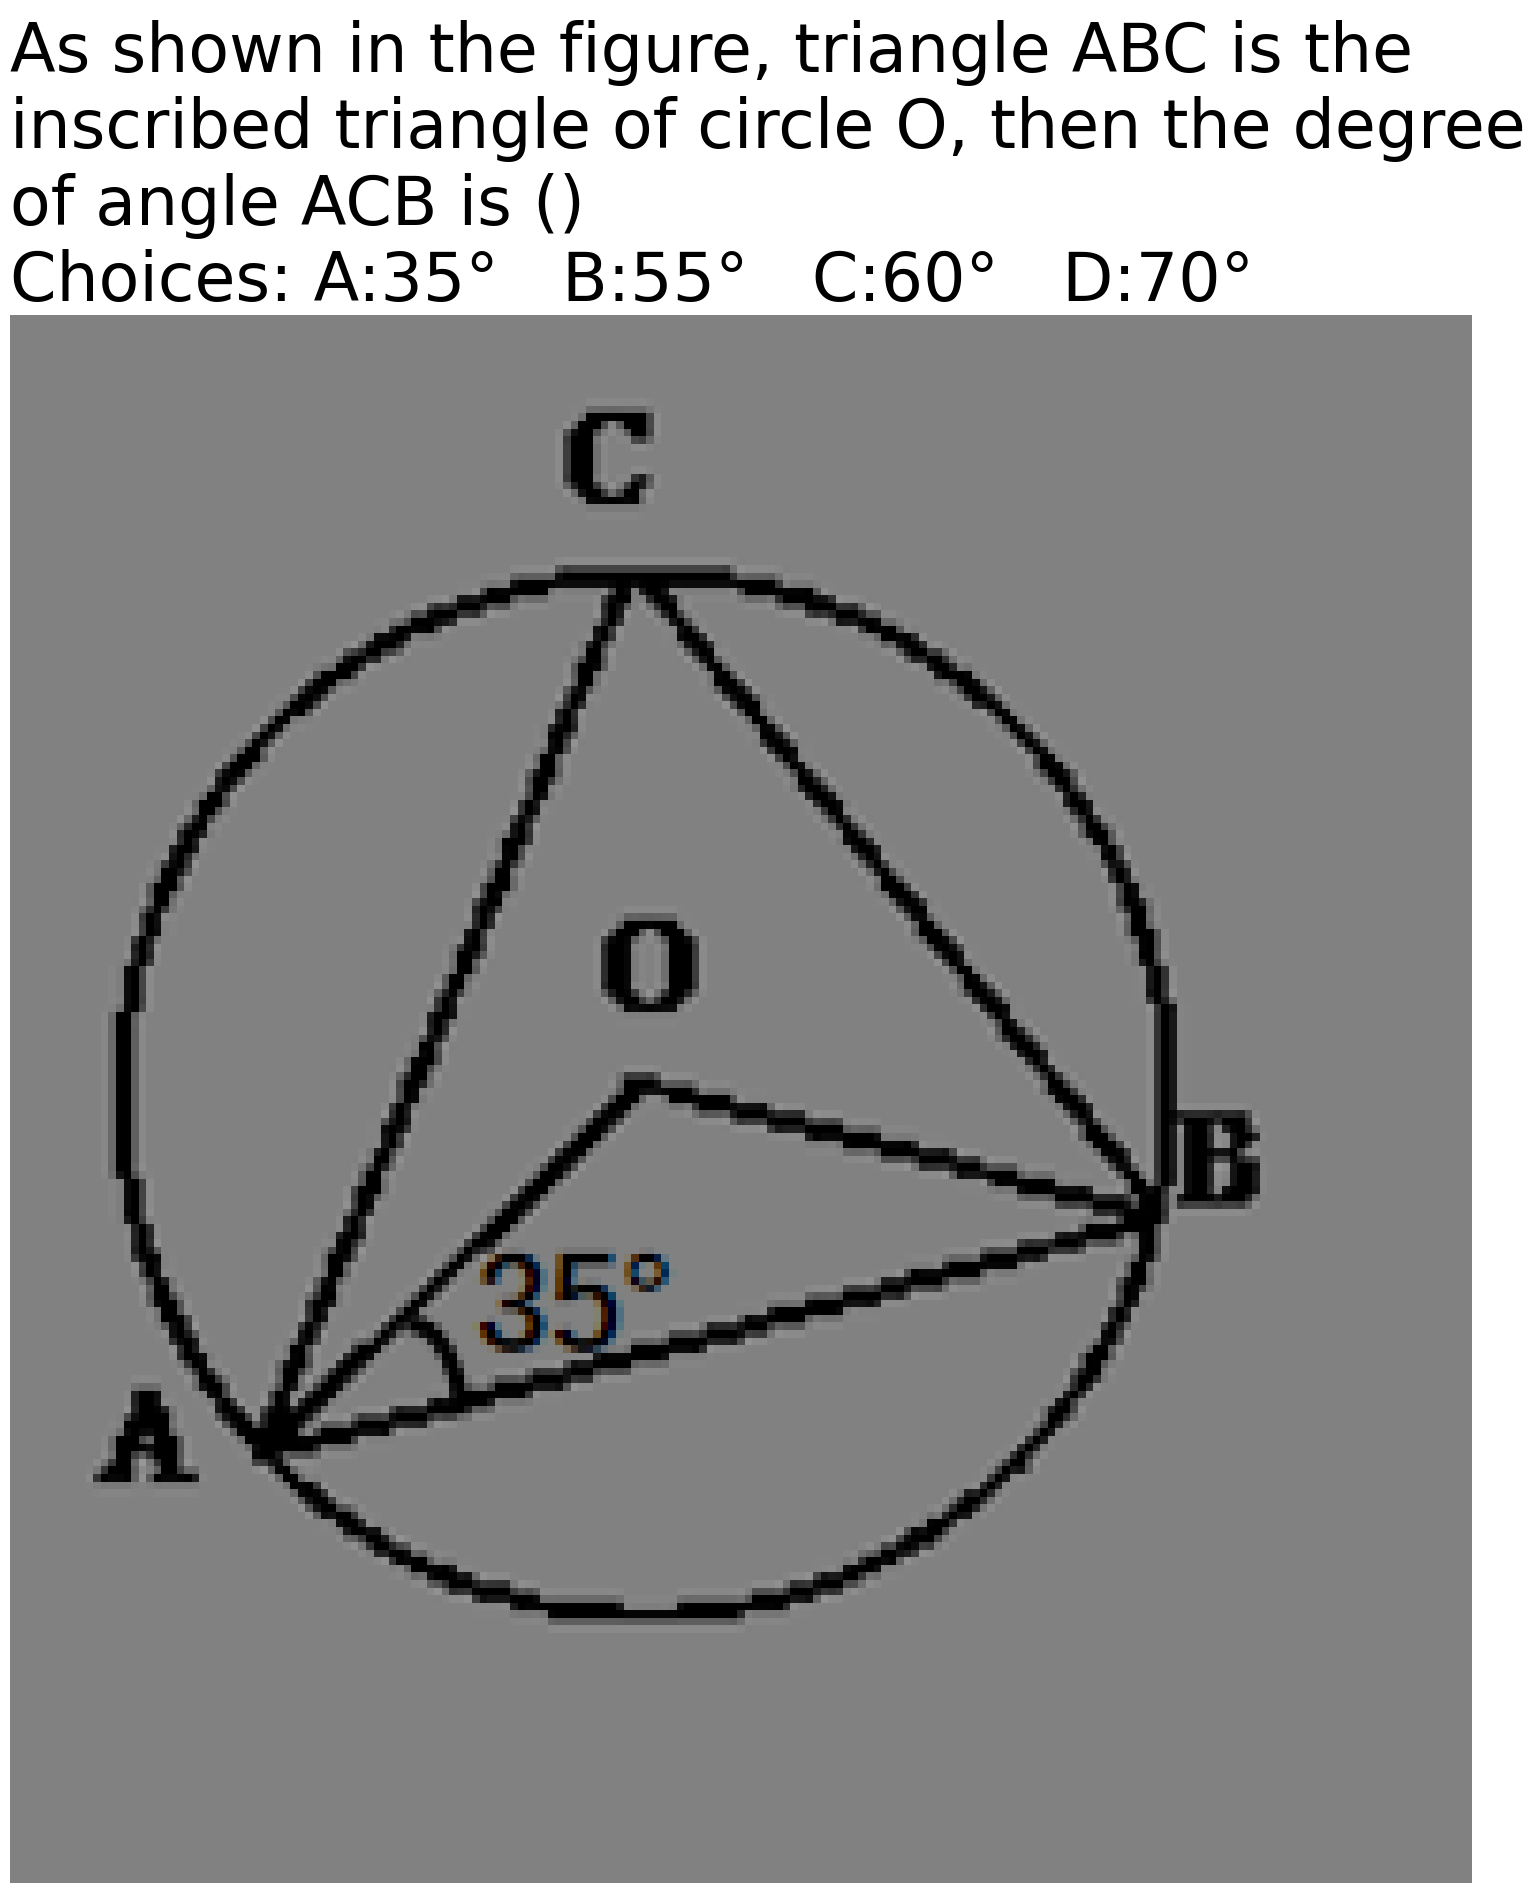 As shown in the figure, triangle ABC is the
inscribed triangle of circle O, then the degree
of angle ACB is ()
Choices: A:35° B:55° C:60° D:70°
C
O
B
35°
A